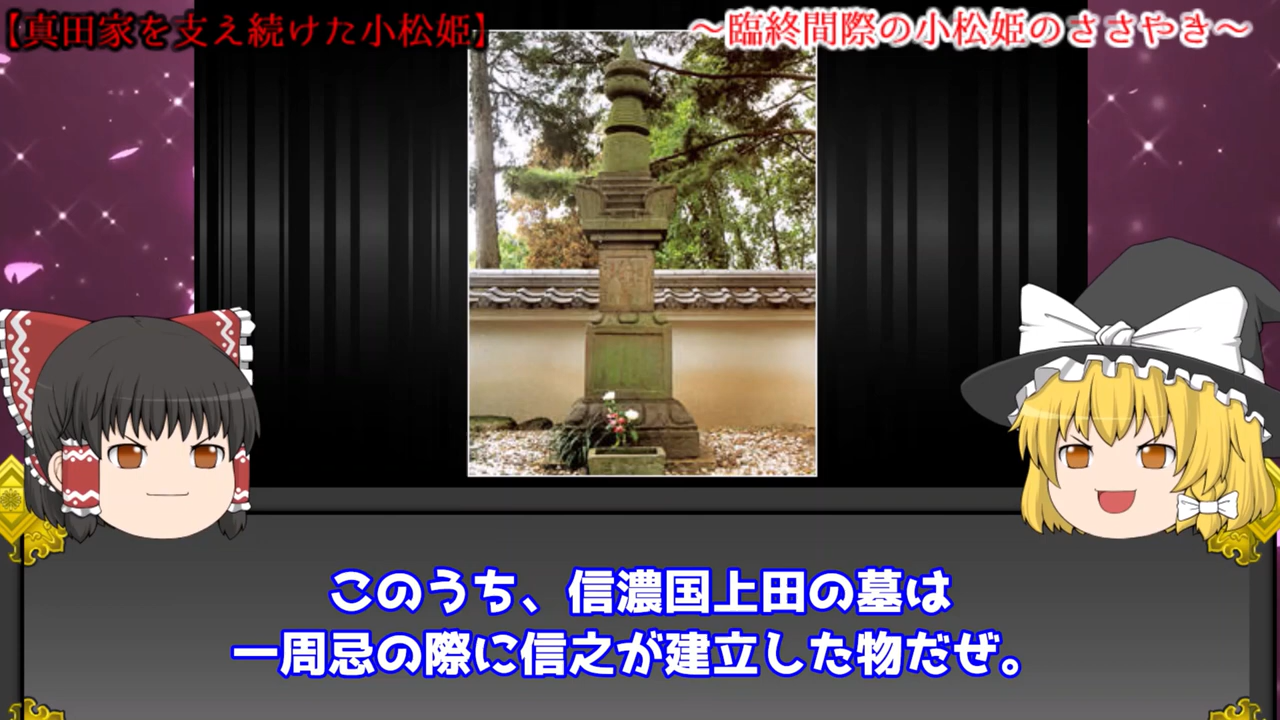 【真田家を支え続けた小松姫】
〜臨終間際の小松姫のささやき〜
このうち、信濃国上田の墓は
一周忌の際に信之が建立した物だぜ。